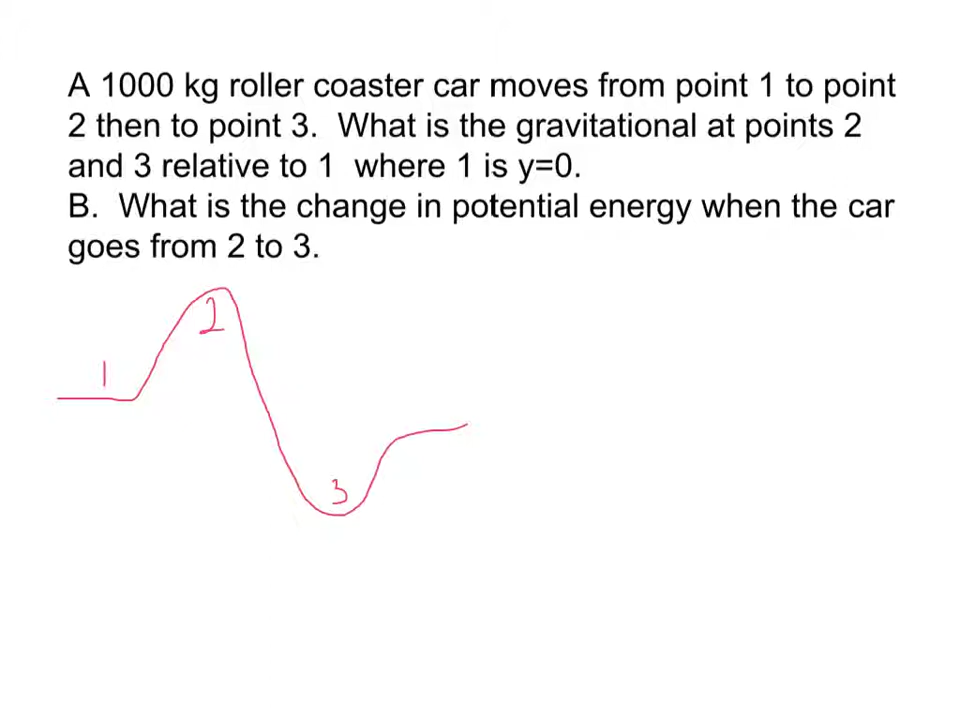 A 1000 kg roller coaster car moves from point 1 to point
2 then to point 3.  What is the gravitational at points 2
and 3 relative to 1  where 1 is y=0.
B.  What is the change in potential energy when the car
goes from 2 to 3.
2
1
3